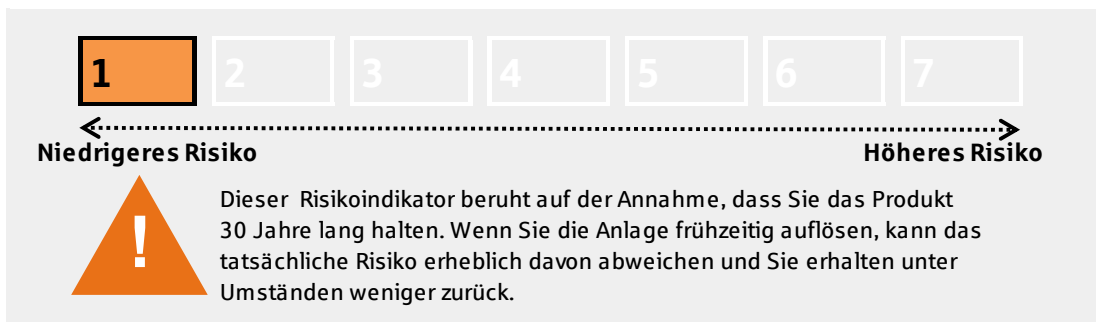 1 2 3 4 5 6 7
Niedrigeres Risiko Höheres Risiko
! Dieser Risikoindikator beruht auf der Annahme, dass Sie das Produkt
30 Jahre lang halten. Wenn Sie die Anlage frühzeitig auflösen, kann das
tatsächliche Risiko erheblich davon abweichen und Sie erhalten unter
Umständen weniger zurück.